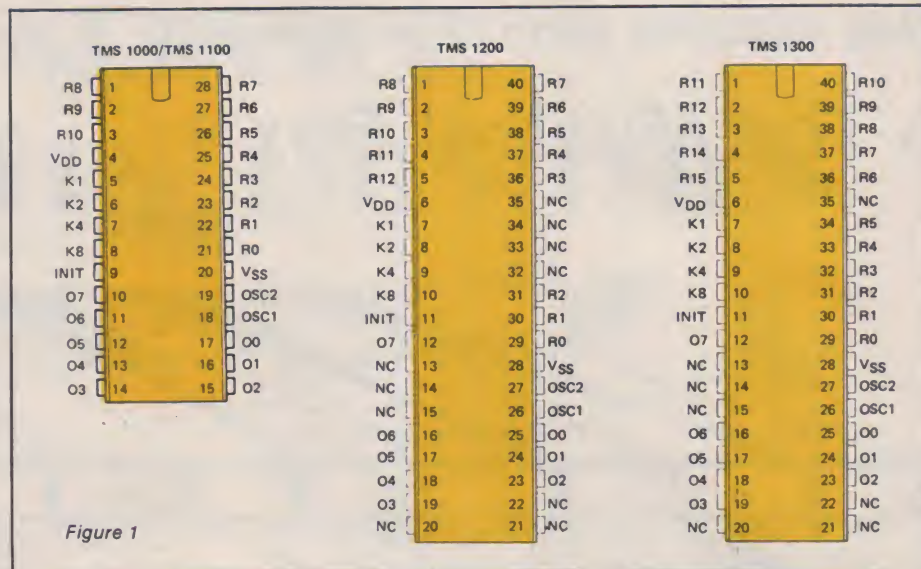 TMS 1000/TMS 1100
R8 1 28 R7
R9 2 27 R6
R10 3 26 R5
VDD 4 25 R4
K1 5 24 R3
K2 6 23 R2
K4 7 22 R1
K8 8 21 R0
INIT 9 20 VSS
O7 10 19 OSC2
O6 11 18 OSC1
O5 12 17 O0
O4 13 16 O1
O3 14 15 O2
TMS 1200
R8 1 40 R7
R9 2 39 R6
R10 3 38 R5
R11 4 37 R4
R12 5 36 R3
VDD 6 35 NC
K1 7 34 NC
K2 8 33 NC
K4 9 32 NC
K8 10 31 R2
INIT 11 30 R1
O7 12 29 R0
NC 13 28 VSS
NC 14 27 OSC2
NC 15 26 OSC1
O6 16 25 O0
O5 17 24 O1
O4 18 23 O2
O3 19 22 NC
NC 20 21 NC
TMS 1300
R11 1 40 R10
R12 2 39 R9
R13 3 38 R8
R14 4 37 R7
R15 5 36 R6
VDD 6 35 NC
K1 7 34 R5
K2 8 33 R4
K4 9 32 R3
K8 10 31 R2
INIT 11 30 R1
O7 12 29 R0
NC 13 28 VSS
NC 14 27 OSC2
NC 15 26 OSC1
O6 16 25 O0
O5 17 24 O1
O4 18 23 O2
O3 19 22 NC
NC 20 21 NC
Figure 1